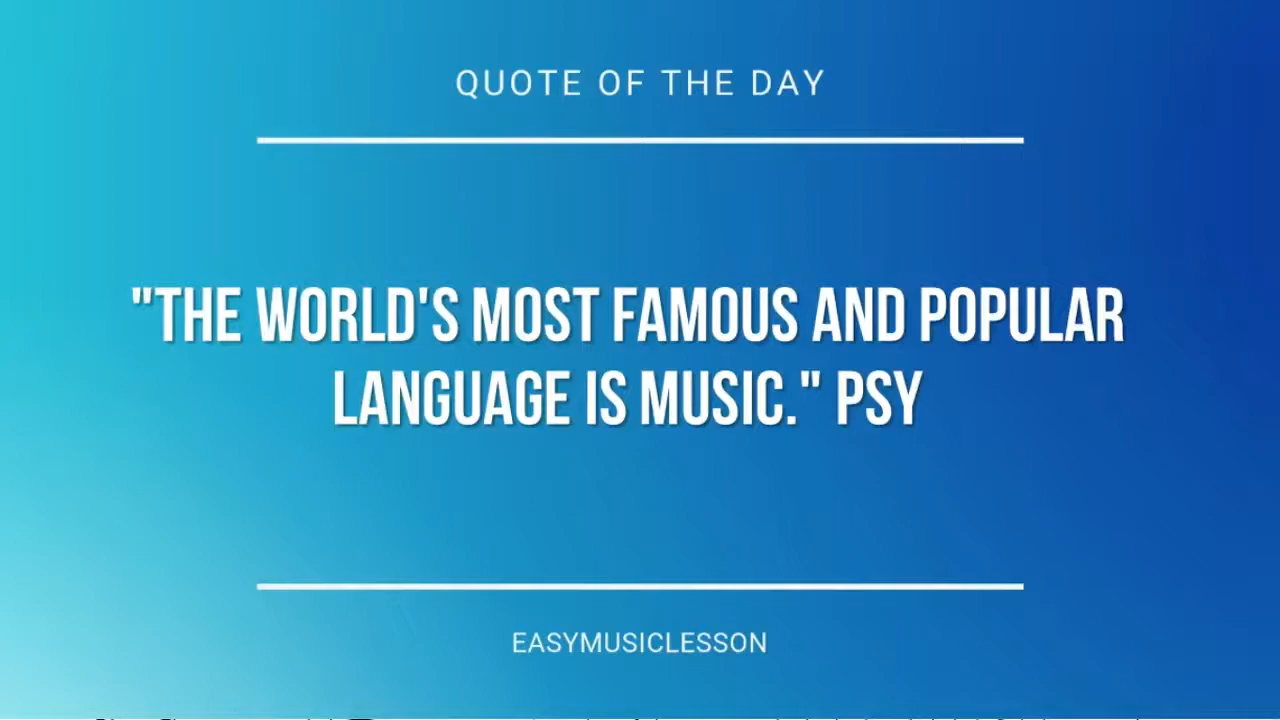 QUOTE OF THE DAY
"THE WORLD'S MOST FAMOUS AND POPULAR
LANGUAGE IS MUSIC." PSY
EASYMUSICLESSON